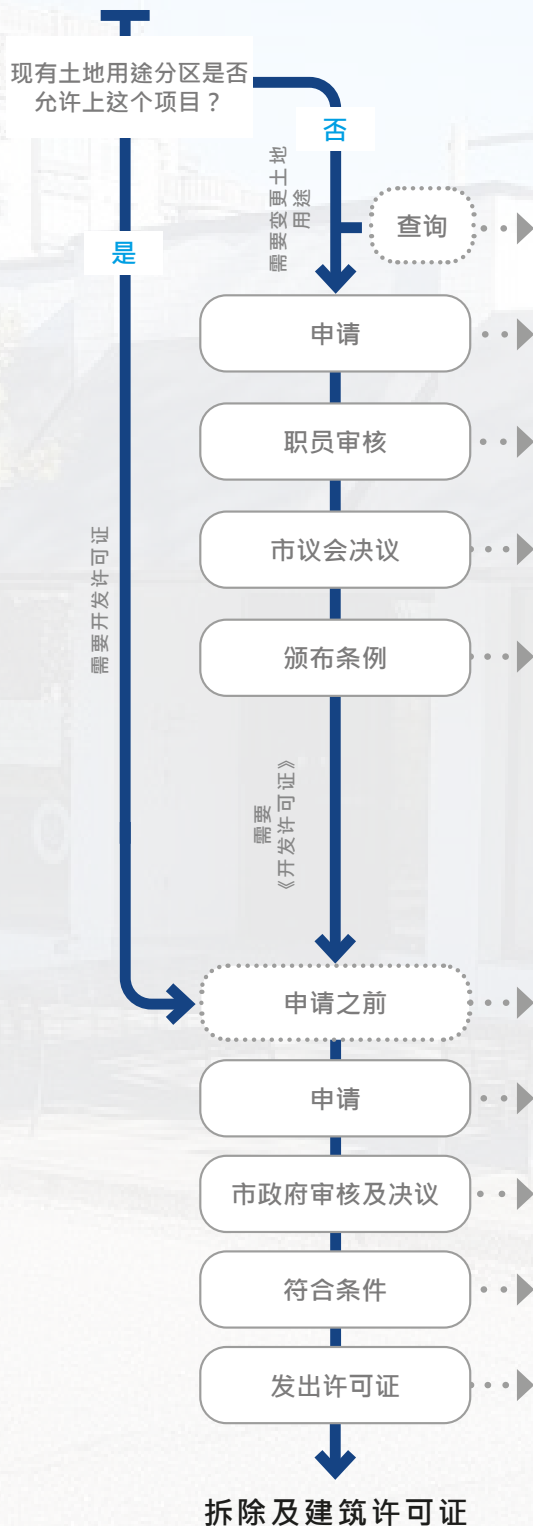 现有土地用途分区是否
允许上这个项目？
否
需要变更土地
用途
查询
是
申请
职员审核
市议会决议
颁布条例
需要开发许可证
需要
《开发许可证》
申请之前
申请
市政府审核及决议
符合条件
发出许可证
拆除及建筑许可证